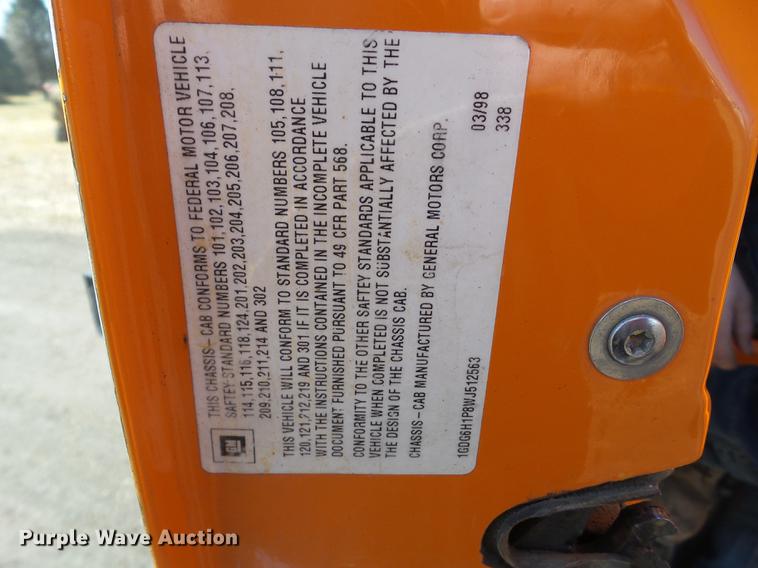 THIS CHASSIS-CAB CONFORMS TO FEDERAL MOTOR VEHICLE
SAFTEY STANDARD NUMBERS 101,102,103,104,106,107,113,
114,115,116,118,124,201,202,203,204,205,206,207,208,
209,210,211,214 AND 302
THIS VEHICLE WILL CONFORM TO STANDARD NUMBERS 105,108,111,
120,121,212,219 AND 301 IF IT IS COMPLETED IN ACCORDANCE
WITH THE INSTRUCTIONS CONTAINED IN THE INCOMPLETE VEHICLE
DOCUMENT FURNISHED PURSUANT TO 49 CFR PART 568.
CONFORMITY TO THE OTHER SAFTEY STANDARDS APPLICABLE TO THIS
VEHICLE WHEN COMPLETED IS NOT SUBSTANTIALLY AFFECTED BY THE
THE DESIGN OF THE CHASSIS CAB.
CHASSIS-CAB MANUFACTURED BY GENERAL MOTORS CORP.
1GDG6H1P8WJ512563 03/98
338
GM
Purple Wave Auction